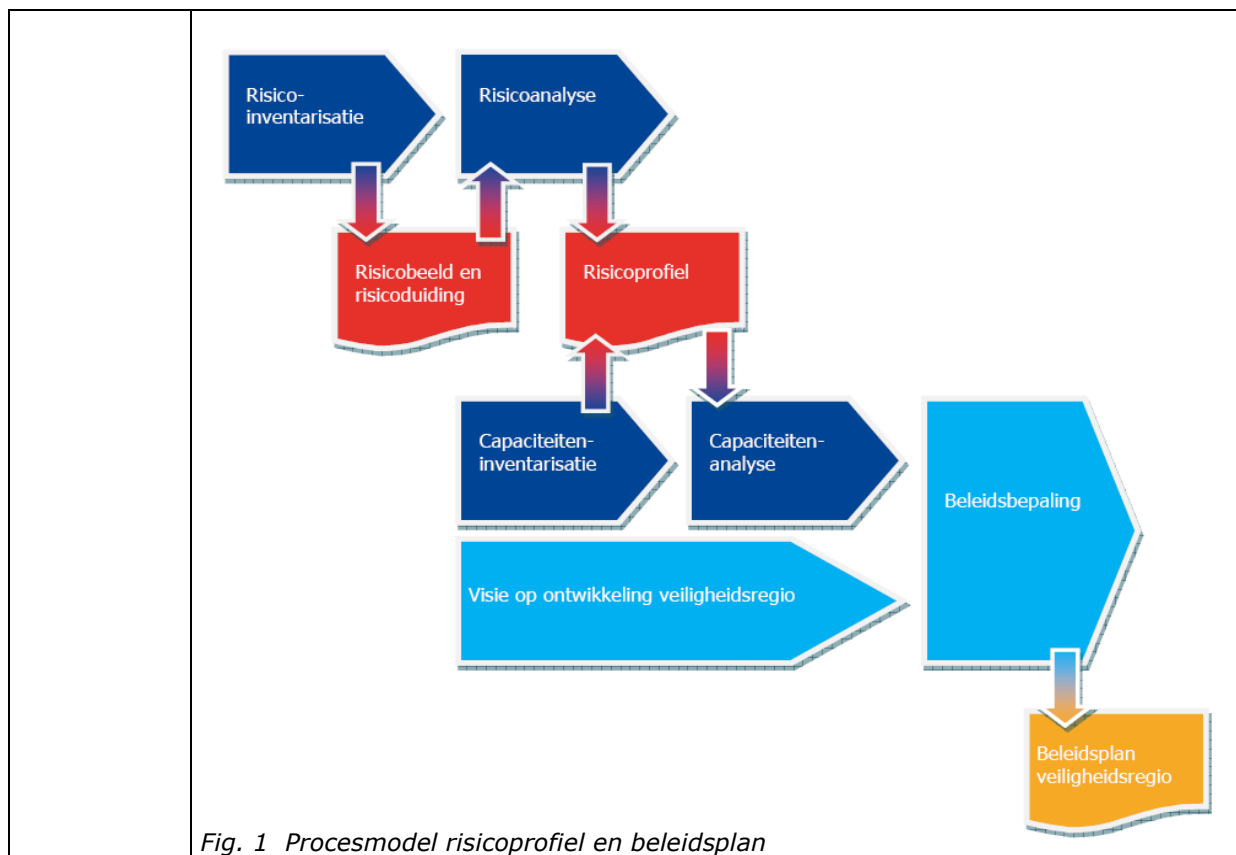 Risico-
inventarisatie
Risicoanalyse
Risicobeeld en
risicoduiding
Risicoprofiel
Capaciteiten-
inventarisatie
Capaciteiten-
analyse
Beleidsbepaling
Visie op ontwikkeling veiligheidsregio
Beleidsplan
veiligheidsregio
Fig. 1 Procesmodel risicoprofiel en beleidsplan